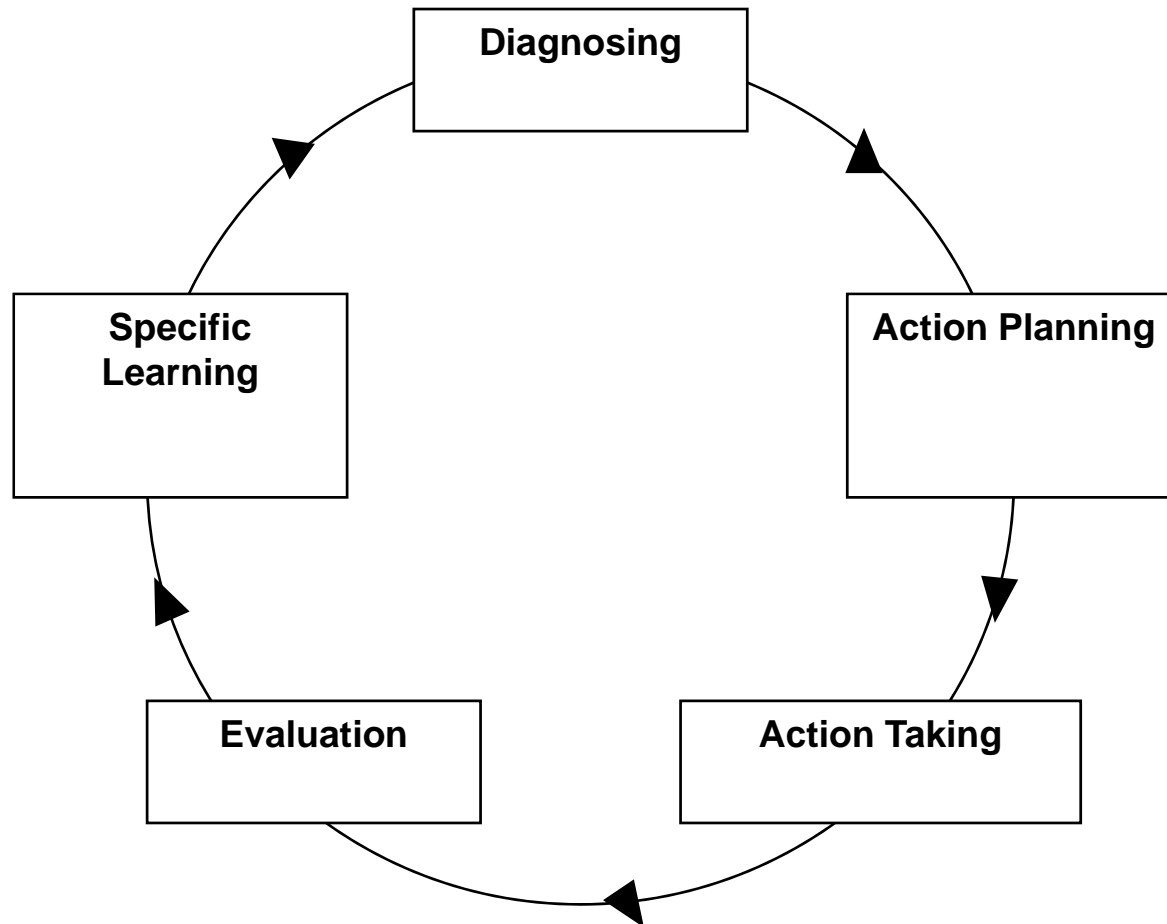 Diagnosing
Action Planning
Action Taking
Evaluation
Specific
Learning